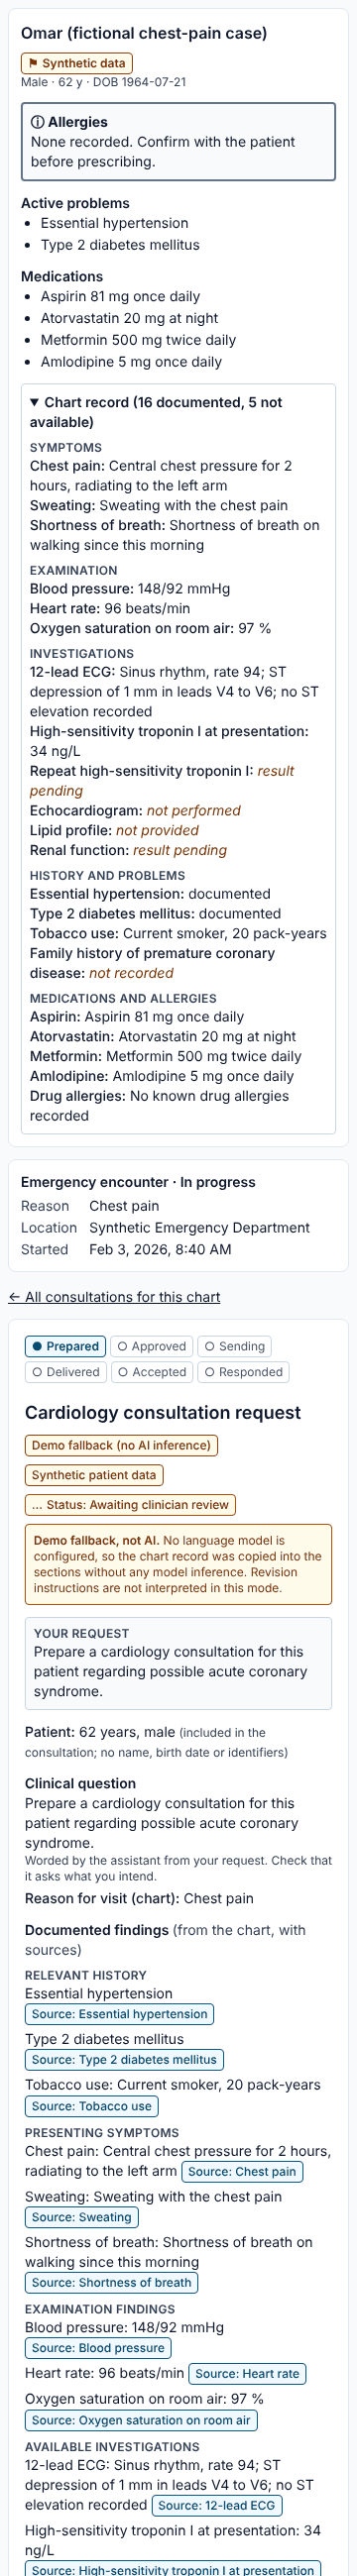 Omar (fictional chest-pain case)
⚑ Synthetic data
Male · 62 y · DOB 1964-07-21
ⓘ Allergies
None recorded. Confirm with the patient
before prescribing.
Active problems
• Essential hypertension
• Type 2 diabetes mellitus
Medications
• Aspirin 81 mg once daily
• Atorvastatin 20 mg at night
• Metformin 500 mg twice daily
• Amlodipine 5 mg once daily
▼ Chart record (16 documented, 5 not
available)
SYMPTOMS
Chest pain: Central chest pressure for 2
hours, radiating to the left arm
Sweating: Sweating with the chest pain
Shortness of breath: Shortness of breath on
walking since this morning
EXAMINATION
Blood pressure: 148/92 mmHg
Heart rate: 96 beats/min
Oxygen saturation on room air: 97 %
INVESTIGATIONS
12-lead ECG: Sinus rhythm, rate 94; ST
depression of 1 mm in leads V4 to V6; no ST
elevation recorded
High-sensitivity troponin I at presentation:
34 ng/L
Repeat high-sensitivity troponin I: result
pending
Echocardiogram: not performed
Lipid profile: not provided
Renal function: result pending
HISTORY AND PROBLEMS
Essential hypertension: documented
Type 2 diabetes mellitus: documented
Tobacco use: Current smoker, 20 pack-years
Family history of premature coronary
disease: not recorded
MEDICATIONS AND ALLERGIES
Aspirin: Aspirin 81 mg once daily
Atorvastatin: Atorvastatin 20 mg at night
Metformin: Metformin 500 mg twice daily
Amlodipine: Amlodipine 5 mg once daily
Drug allergies: No known drug allergies
recorded
Emergency encounter · In progress
Reason Chest pain
Location Synthetic Emergency Department
Started Feb 3, 2026, 8:40 AM
← All consultations for this chart
● Prepared ○ Approved ○ Sending
○ Delivered ○ Accepted ○ Responded
Cardiology consultation request
Demo fallback (no AI inference)
Synthetic patient data
… Status: Awaiting clinician review
Demo fallback, not AI. No language model is
configured, so the chart record was copied into the
sections without any model inference. Revision
instructions are not interpreted in this mode.
YOUR REQUEST
Prepare a cardiology consultation for this
patient regarding possible acute coronary
syndrome.
Patient: 62 years, male (included in the
consultation; no name, birth date or identifiers)
Clinical question
Prepare a cardiology consultation for this
patient regarding possible acute coronary
syndrome.
Worded by the assistant from your request. Check that
it asks what you intend.
Reason for visit (chart): Chest pain
Documented findings (from the chart, with
sources)
RELEVANT HISTORY
Essential hypertension
Source: Essential hypertension
Type 2 diabetes mellitus
Source: Type 2 diabetes mellitus
Tobacco use: Current smoker, 20 pack-years
Source: Tobacco use
PRESENTING SYMPTOMS
Chest pain: Central chest pressure for 2 hours,
radiating to the left arm Source: Chest pain
Sweating: Sweating with the chest pain
Source: Sweating
Shortness of breath: Shortness of breath on
walking since this morning
Source: Shortness of breath
EXAMINATION FINDINGS
Blood pressure: 148/92 mmHg
Source: Blood pressure
Heart rate: 96 beats/min Source: Heart rate
Oxygen saturation on room air: 97 %
Source: Oxygen saturation on room air
AVAILABLE INVESTIGATIONS
12-lead ECG: Sinus rhythm, rate 94; ST
depression of 1 mm in leads V4 to V6; no ST
elevation recorded Source: 12-lead ECG
High-sensitivity troponin I at presentation: 34
ng/L
Source: High-sensitivity troponin I at presentation